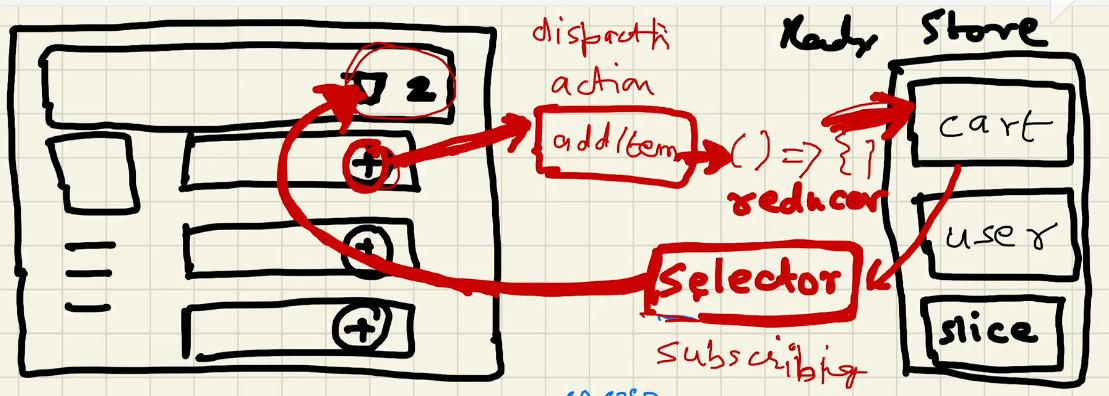 2
+
+
+
dispatch
action
addItem
() => {}
reducer
Redux Store
cart
user
slice
Selector
subscribing